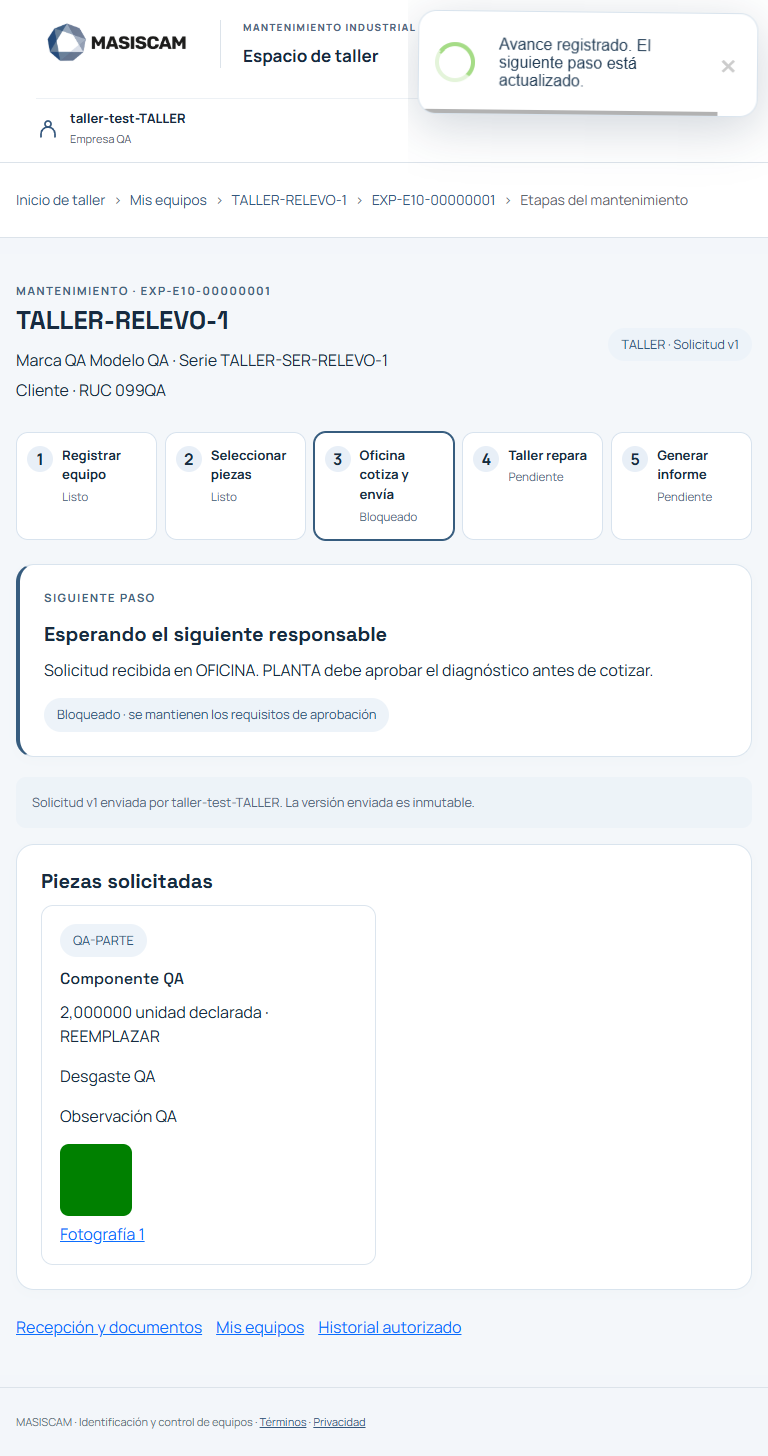 MASISCAM
MANTENIMIENTO INDUSTRIAL
Espacio de taller
Avance registrado. El
siguiente paso está
actualizado.
×
taller-test-TALLER
Empresa QA
Inicio de taller › Mis equipos › TALLER-RELEVO-1 › EXP-E10-00000001 › Etapas del mantenimiento
MANTENIMIENTO · EXP-E10-00000001
TALLER-RELEVO-1
Marca QA Modelo QA · Serie TALLER-SER-RELEVO-1
Cliente · RUC 099QA
TALLER · Solicitud v1
1 Registrar
equipo
Listo
2 Seleccionar
piezas
Listo
3 Oficina
cotiza y
envía
Bloqueado
4 Taller repara
Pendiente
5 Generar
informe
Pendiente
SIGUIENTE PASO
Esperando el siguiente responsable
Solicitud recibida en OFICINA. PLANTA debe aprobar el diagnóstico antes de cotizar.
Bloqueado · se mantienen los requisitos de aprobación
Solicitud v1 enviada por taller-test-TALLER. La versión enviada es inmutable.
Piezas solicitadas
QA-PARTE
Componente QA
2,000000 unidad declarada ·
REEMPLAZAR
Desgaste QA
Observación QA
Fotografía 1
Recepción y documentos Mis equipos Historial autorizado
MASISCAM · Identificación y control de equipos · Términos · Privacidad